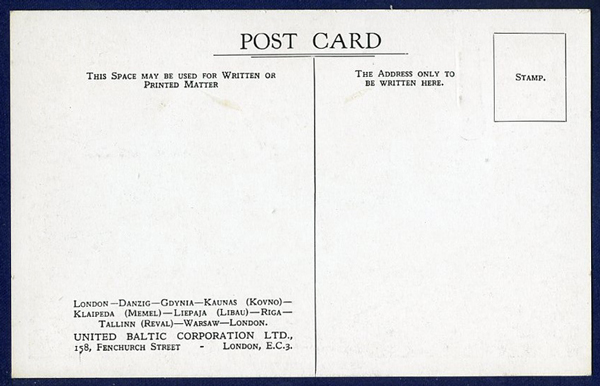 POST CARD
THIS SPACE MAY BE USED FOR WRITTEN OR
PRINTED MATTER
THE ADDRESS ONLY TO
BE WRITTEN HERE.
STAMP.
LONDON—DANZIG—GDYNIA—KAUNAS (KOVNO)—
KLAIPEDA (MEMEL)—LIEPAJA (LIBAU)—RIGA—
TALLINN (REVAL)—WARSAW—LONDON.
UNITED BALTIC CORPORATION LTD.,
158, FENCHURCH STREET - LONDON, E.C.3.